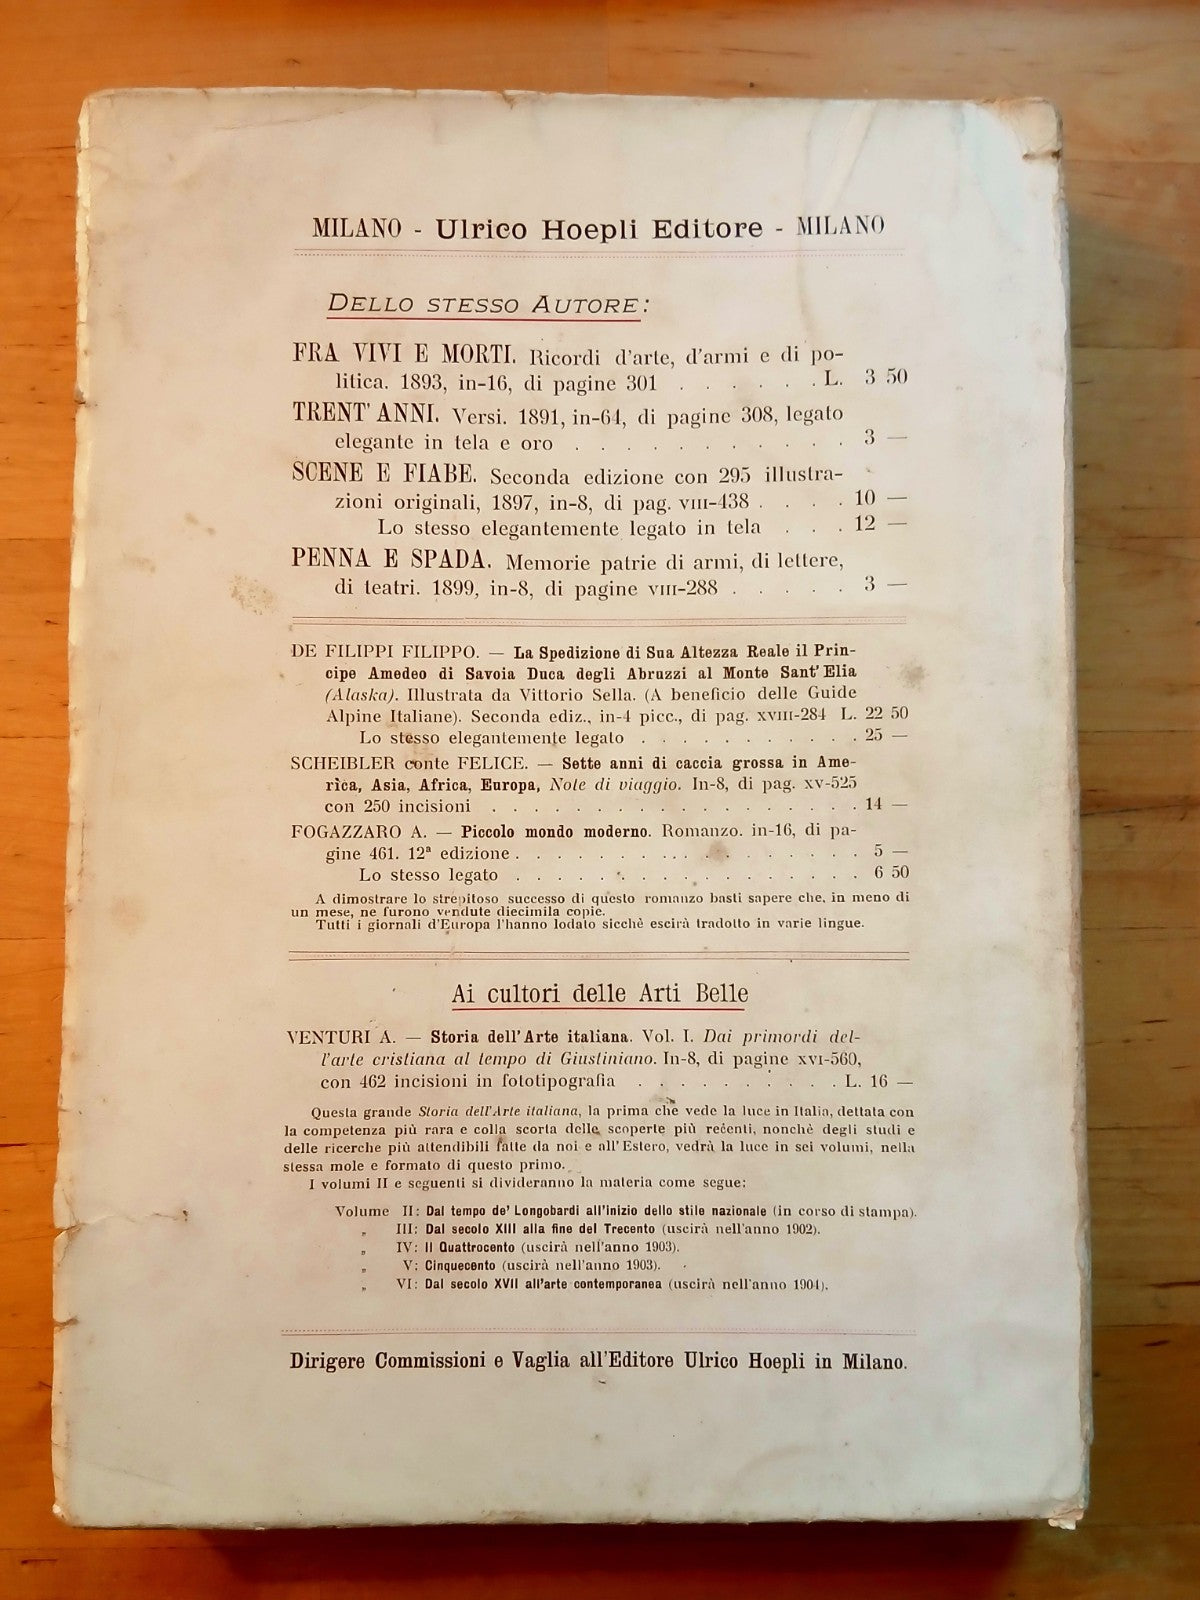 MILANO - Ulrico Hoepli Editore - MILANO
DELLO STESSO AUTORE:
FRA VIVI E MORTI. Ricordi d'arte, d'armi e di po-
litica. 1893, in-16, di pagine 301 . . . . . . L. 3 50
TRENT' ANNI. Versi. 1891, in-64, di pagine 308, legato
elegante in tela e oro . . . . . . . . . . 3 —
SCENE E FIABE. Seconda edizione con 295 illustra-
zioni originali, 1897, in-8, di pag. VIII-438 . . . . 10 —
Lo stesso elegantemente legato in tela . . . 12 —
PENNA E SPADA. Memorie patrie di armi, di lettere,
di teatri. 1899, in-8, di pagine VIII-288 . . . . . 3 —
DE FILIPPI FILIPPO. — La Spedizione di Sua Altezza Reale il Prin-
cipe Amedeo di Savoia Duca degli Abruzzi al Monte Sant' Elia
(Alaska). Illustrata da Vittorio Sella. (A beneficio delle Guide
Alpine Italiane). Seconda ediz., in-4 picc., di pag. XVIII-284 L. 22 50
Lo stesso elegantemente legato . . . . . . . . . . . 25 —
SCHEIBLER conte FELICE. — Sette anni di caccia grossa in Ame-
rica, Asia, Africa, Europa, Note di viaggio. In-8, di pag. XV-525
con 250 incisioni . . . . . . . . . . . . . . . . . . 14 —
FOGAZZARO A. — Piccolo mondo moderno. Romanzo. in-16, di pa-
gine 461. 12ª edizione . . . . . . . . . . . . . . . . 5 —
Lo stesso legato . . . . . . . . . . . . . . . . 6 50
A dimostrare lo strepitoso successo di questo romanzo basti sapere che, in meno di
un mese, ne furono vendute diecimila copie.
Tutti i giornali d'Europa l'hanno lodato sicchè escirà tradotto in varie lingue.
Ai cultori delle Arti Belle
VENTURI A. — Storia dell'Arte italiana. Vol. I. Dai primordi del-
l'arte cristiana al tempo di Giustiniano. In-8, di pagine XVI-560,
con 462 incisioni in fototipografia . . . . . . . . . . L. 16 —
Questa grande Storia dell'Arte italiana, la prima che vede la luce in Italia, dettata con
la competenza più rara e colla scorta delle scoperte più recenti, nonchè degli studi e
delle ricerche più attendibili fatte da noi e all'Estero, vedrà la luce in sei volumi, nella
stessa mole e formato di questo primo.
I volumi II e seguenti si divideranno la materia come segue:
Volume II: Dal tempo de' Longobardi all'inizio dello stile nazionale (in corso di stampa).
„ III: Dal secolo XIII alla fine del Trecento (uscirà nell'anno 1902).
„ IV: Il Quattrocento (uscirà nell'anno 1903).
„ V: Cinquecento (uscirà nell'anno 1903).
„ VI: Dal secolo XVII all'arte contemporanea (uscirà nell'anno 1904).
Dirigere Commissioni e Vaglia all'Editore Ulrico Hoepli in Milano.